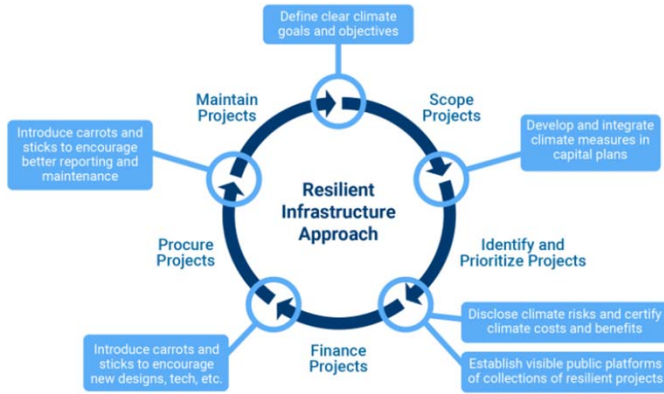 Define clear climate
goals and objectives
Maintain
Projects
Scope
Projects
Introduce carrots and
sticks to encourage
better reporting and
maintenance
Develop and integrate
climate measures in
capital plans
Resilient
Infrastructure
Approach
Procure
Projects
Identify and
Prioritize Projects
Disclose climate risks and certify
climate costs and benefits
Introduce carrots and
sticks to encourage
new designs, tech, etc.
Finance
Projects
Establish visible public platforms
of collections of resilient projects